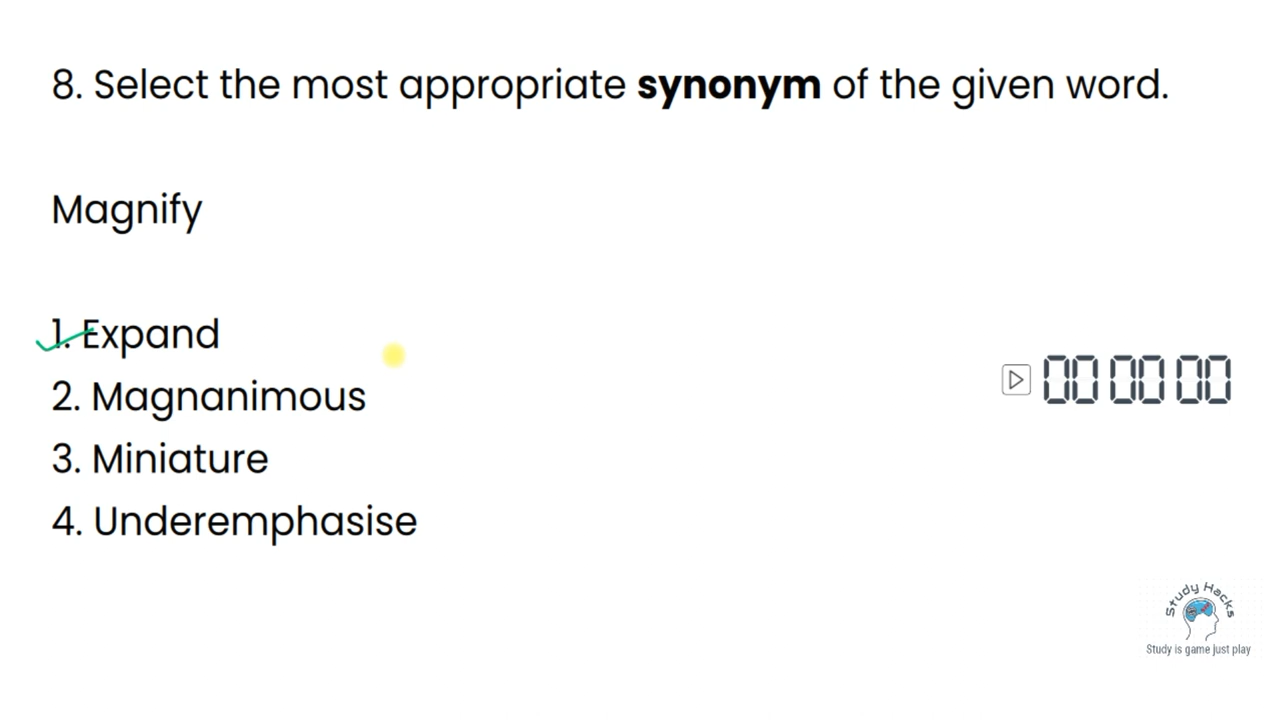 8. Select the most appropriate synonym of the given word.
Magnify
1. Expand
2. Magnanimous
3. Miniature
4. Underemphasise
00 00 00
Study Hacks
Study is game just play